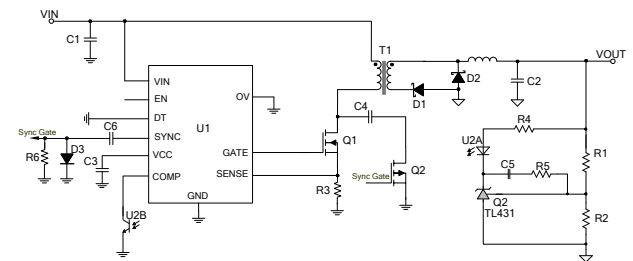 VIN
C1
T1
VOUT
D2
C2
D1
VIN
EN
DT
SYNC
VCC
COMP
OV
U1
GATE
SENSE
GND
C4
Sync Gate
C6
R6
D3
C3
Q1
Q2
Sync Gate
R3
U2B
R4
U2A
C5
R5
R1
Q2
TL431
R2